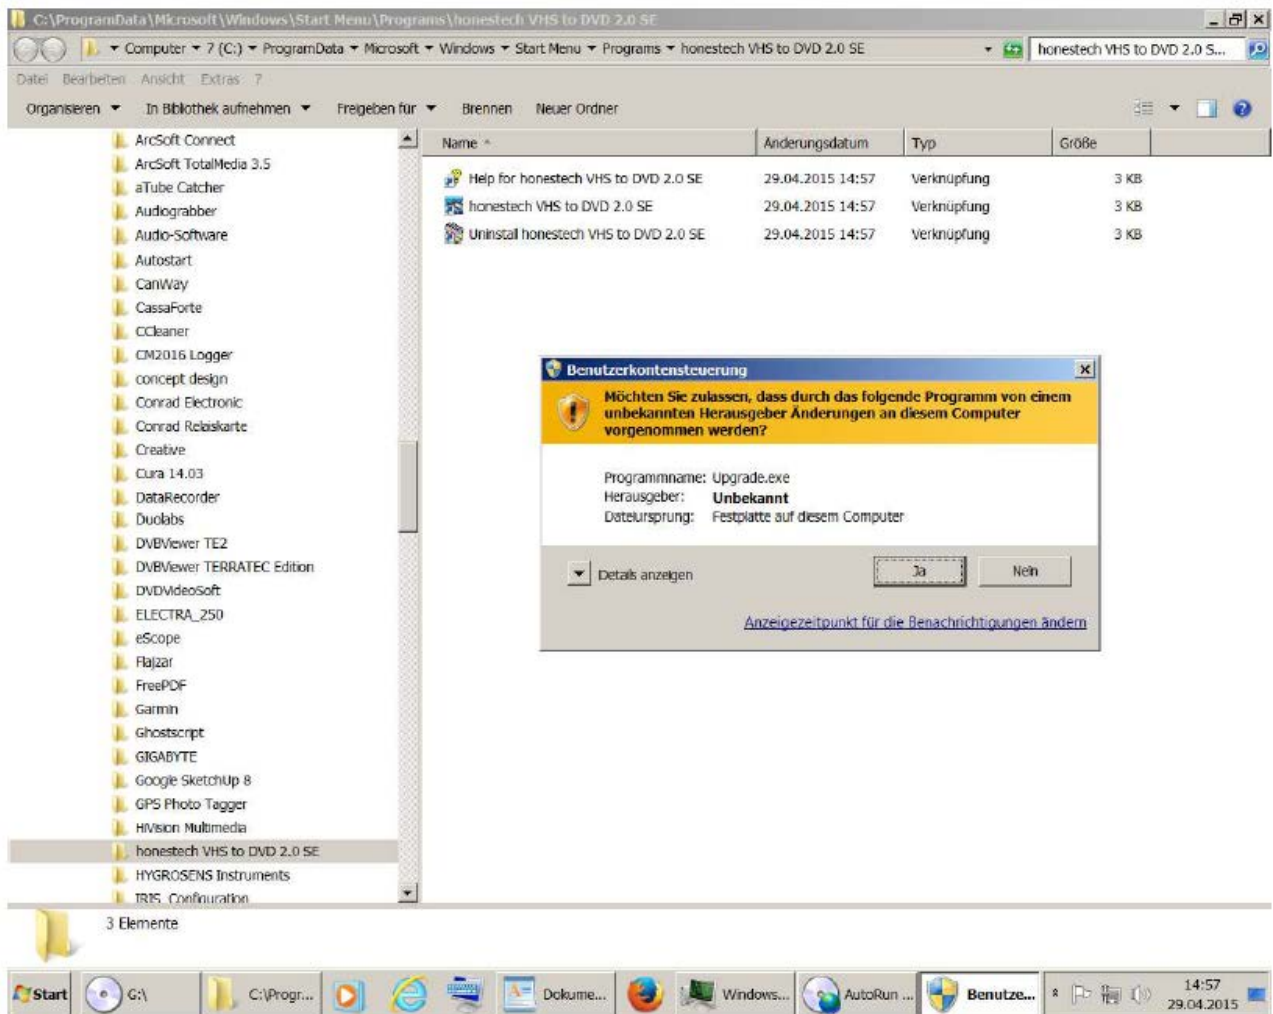 C:\ProgramData\Microsoft\Windows\Start Menu\Programs\honestech VHS to DVD 2.0 SE
Computer 7 (C:) ProgramData Microsoft Windows Start Menu Programs honestech VHS to DVD 2.0 SE honestech VHS to DVD 2.0 S...
Datei Bearbeiten Ansicht Extras ?
Organisieren In Bibliothek aufnehmen Freigeben für Brennen Neuer Ordner
ArcSoft Connect
ArcSoft TotalMedia 3.5
aTube Catcher
Audiograbber
Audio-Software
Autostart
CanWay
CassaForte
CCleaner
CM2016 Logger
concept design
Conrad Electronic
Conrad Relaiskarte
Creative
Cura 14.03
DataRecorder
Duolabs
DVBViewer TE2
DVBViewer TERRATEC Edition
DVDVideoSoft
ELECTRA_250
eScope
Flajzar
FreePDF
Garmin
Ghostscript
GIGABYTE
Google SketchUp 8
GPS Photo Tagger
HiVision Multimedia
honestech VHS to DVD 2.0 SE
HYGROSENS Instruments
IRIS Configuration
Name Änderungsdatum Typ Größe
Help for honestech VHS to DVD 2.0 SE 29.04.2015 14:57 Verknüpfung 3 KB
honestech VHS to DVD 2.0 SE 29.04.2015 14:57 Verknüpfung 3 KB
Uninstall honestech VHS to DVD 2.0 SE 29.04.2015 14:57 Verknüpfung 3 KB
Benutzerkontensteuerung
Möchten Sie zulassen, dass durch das folgende Programm von einem
unbekannten Herausgeber Änderungen an diesem Computer
vorgenommen werden?
Programmname: Upgrade.exe
Herausgeber: Unbekannt
Dateiursprung: Festplatte auf diesem Computer
Details anzeigen Ja Nein
Anzeigezeitpunkt für die Benachrichtigungen ändern
3 Elemente
Start G:\ C:\Progr... Dokume... Windows... AutoRun ... Benutze... 14:57
29.04.2015